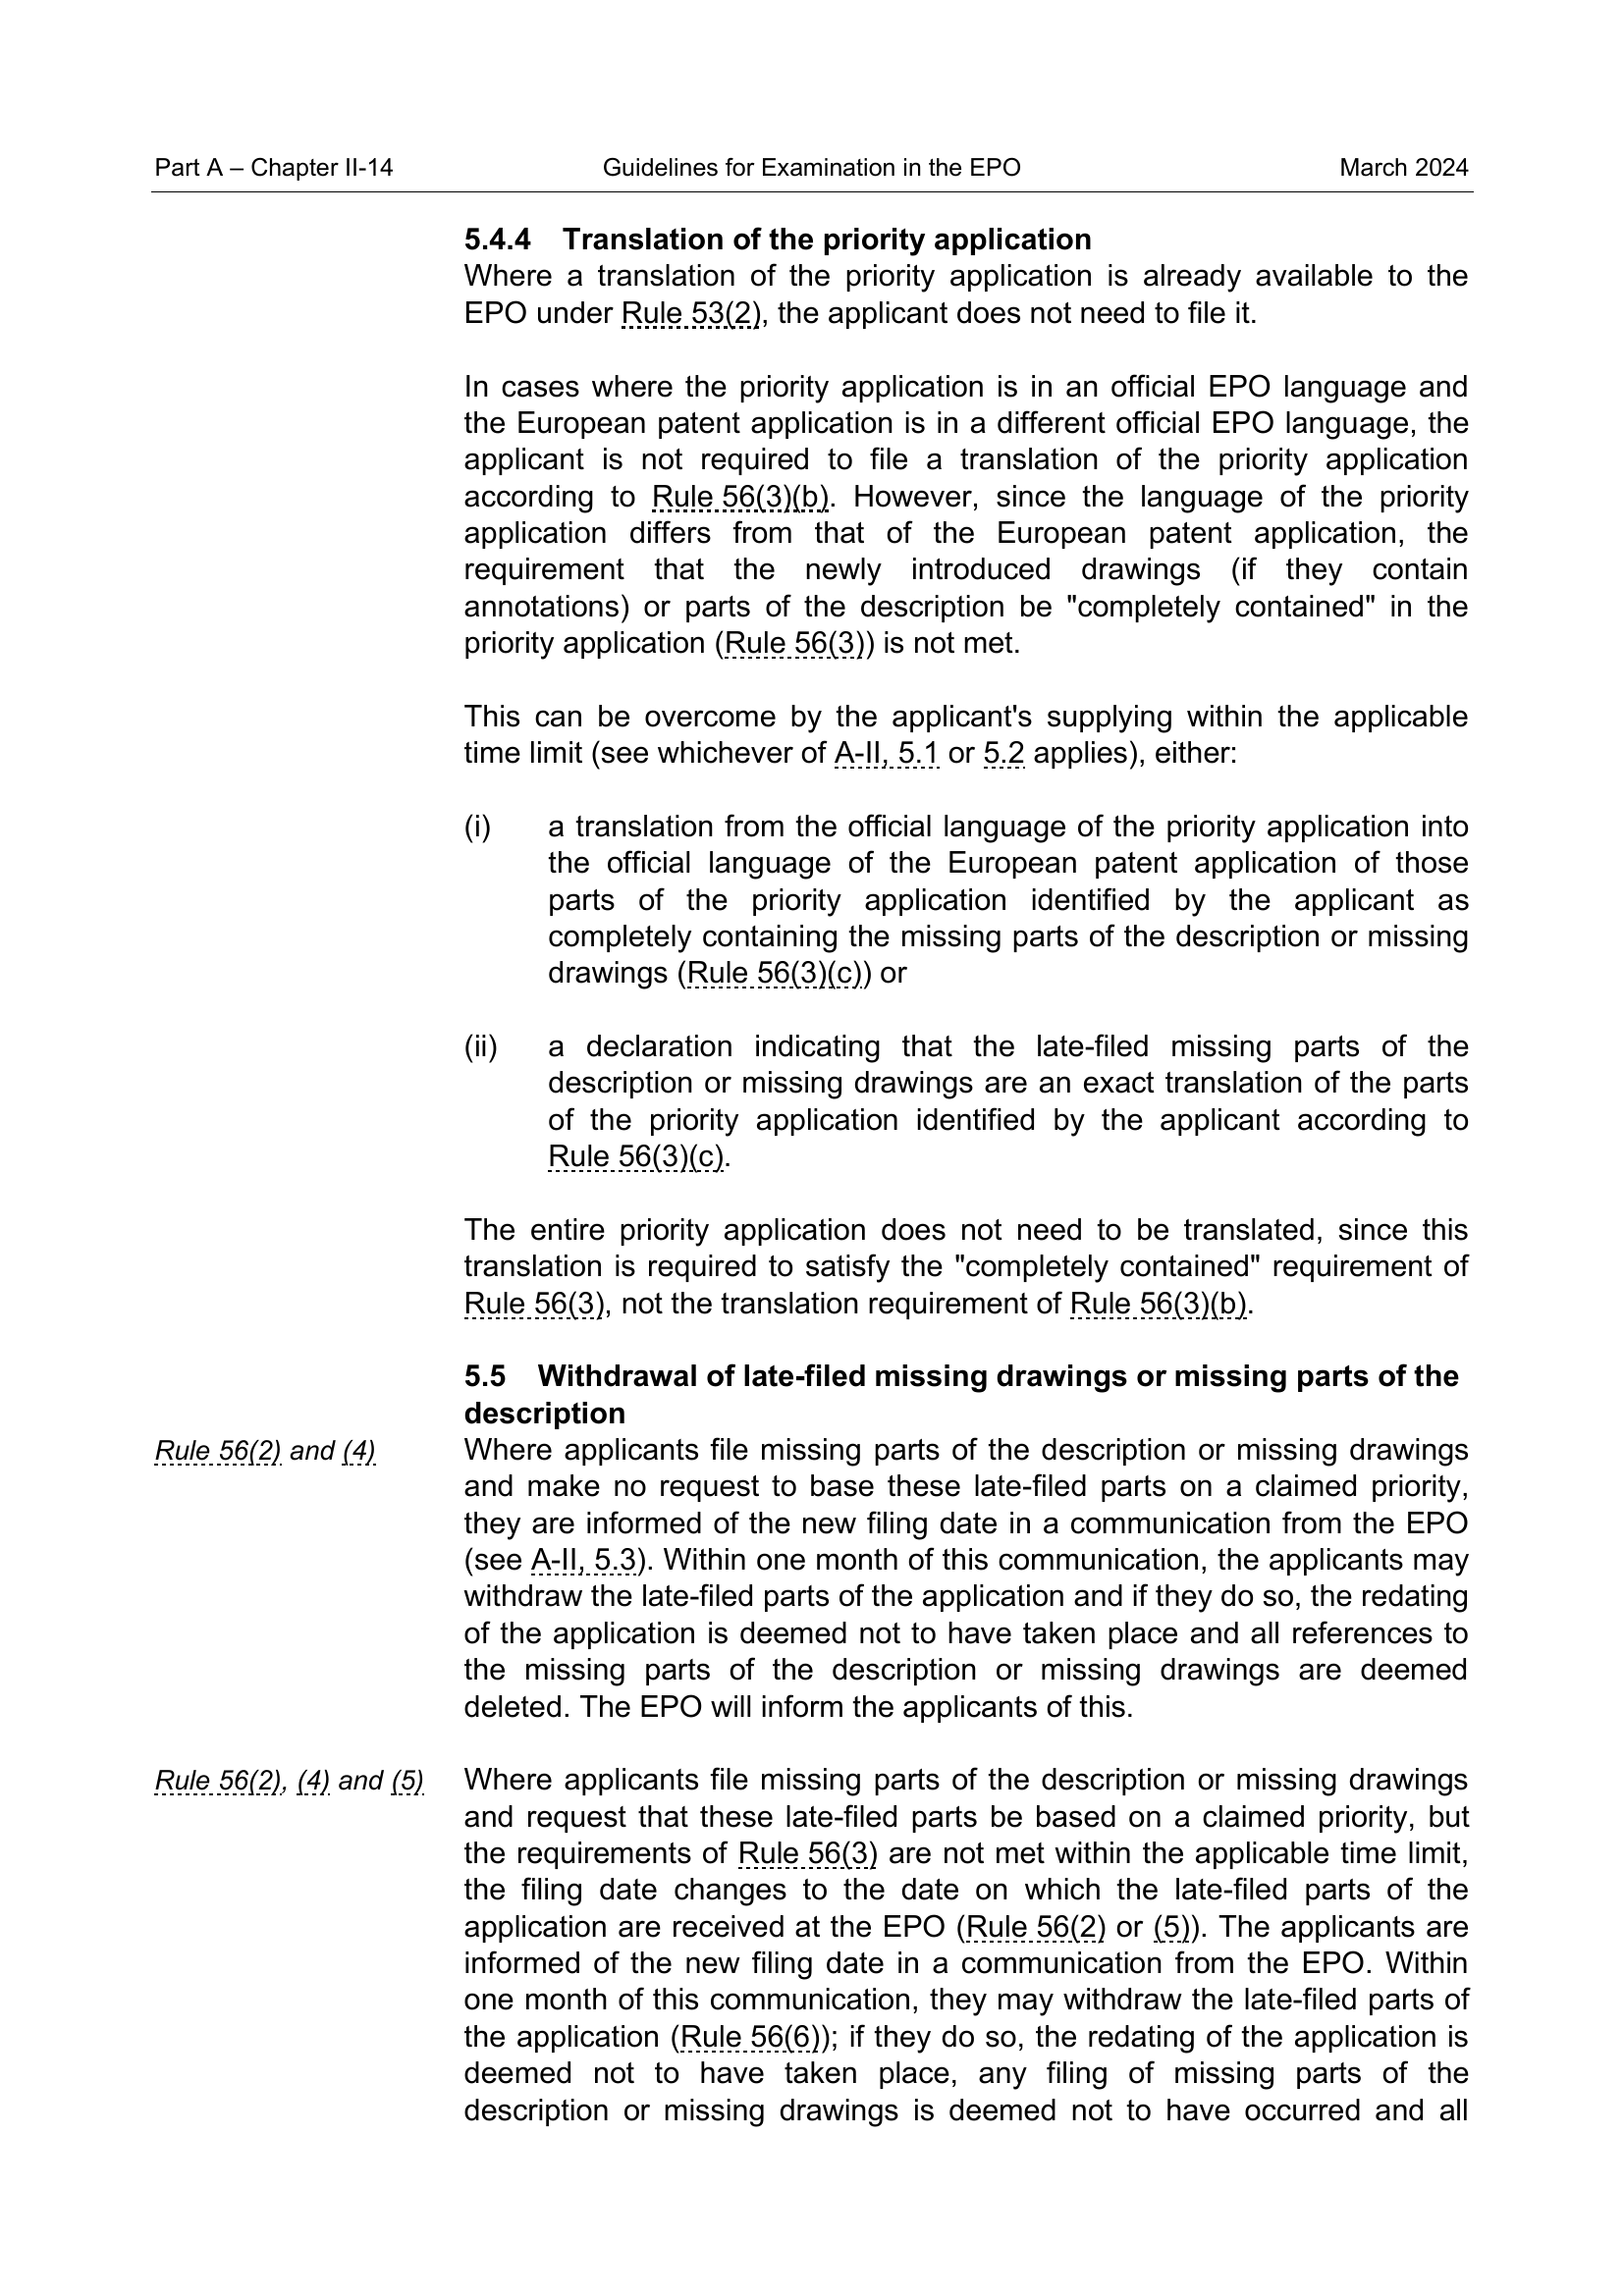 Part A – Chapter II-14 Guidelines for Examination in the EPO March 2024
5.4.4 Translation of the priority application
Where a translation of the priority application is already available to the
EPO under Rule 53(2), the applicant does not need to file it.
In cases where the priority application is in an official EPO language and
the European patent application is in a different official EPO language, the
applicant is not required to file a translation of the priority application
according to Rule 56(3)(b). However, since the language of the priority
application differs from that of the European patent application, the
requirement that the newly introduced drawings (if they contain
annotations) or parts of the description be "completely contained" in the
priority application (Rule 56(3)) is not met.
This can be overcome by the applicant's supplying within the applicable
time limit (see whichever of A-II, 5.1 or 5.2 applies), either:
(i) a translation from the official language of the priority application into
the official language of the European patent application of those
parts of the priority application identified by the applicant as
completely containing the missing parts of the description or missing
drawings (Rule 56(3)(c)) or
(ii) a declaration indicating that the late-filed missing parts of the
description or missing drawings are an exact translation of the parts
of the priority application identified by the applicant according to
Rule 56(3)(c).
The entire priority application does not need to be translated, since this
translation is required to satisfy the "completely contained" requirement of
Rule 56(3), not the translation requirement of Rule 56(3)(b).
5.5 Withdrawal of late-filed missing drawings or missing parts of the
description
Rule 56(2) and (4) Where applicants file missing parts of the description or missing drawings
and make no request to base these late-filed parts on a claimed priority,
they are informed of the new filing date in a communication from the EPO
(see A-II, 5.3). Within one month of this communication, the applicants may
withdraw the late-filed parts of the application and if they do so, the redating
of the application is deemed not to have taken place and all references to
the missing parts of the description or missing drawings are deemed
deleted. The EPO will inform the applicants of this.
Rule 56(2), (4) and (5) Where applicants file missing parts of the description or missing drawings
and request that these late-filed parts be based on a claimed priority, but
the requirements of Rule 56(3) are not met within the applicable time limit,
the filing date changes to the date on which the late-filed parts of the
application are received at the EPO (Rule 56(2) or (5)). The applicants are
informed of the new filing date in a communication from the EPO. Within
one month of this communication, they may withdraw the late-filed parts of
the application (Rule 56(6)); if they do so, the redating of the application is
deemed not to have taken place, any filing of missing parts of the
description or missing drawings is deemed not to have occurred and all